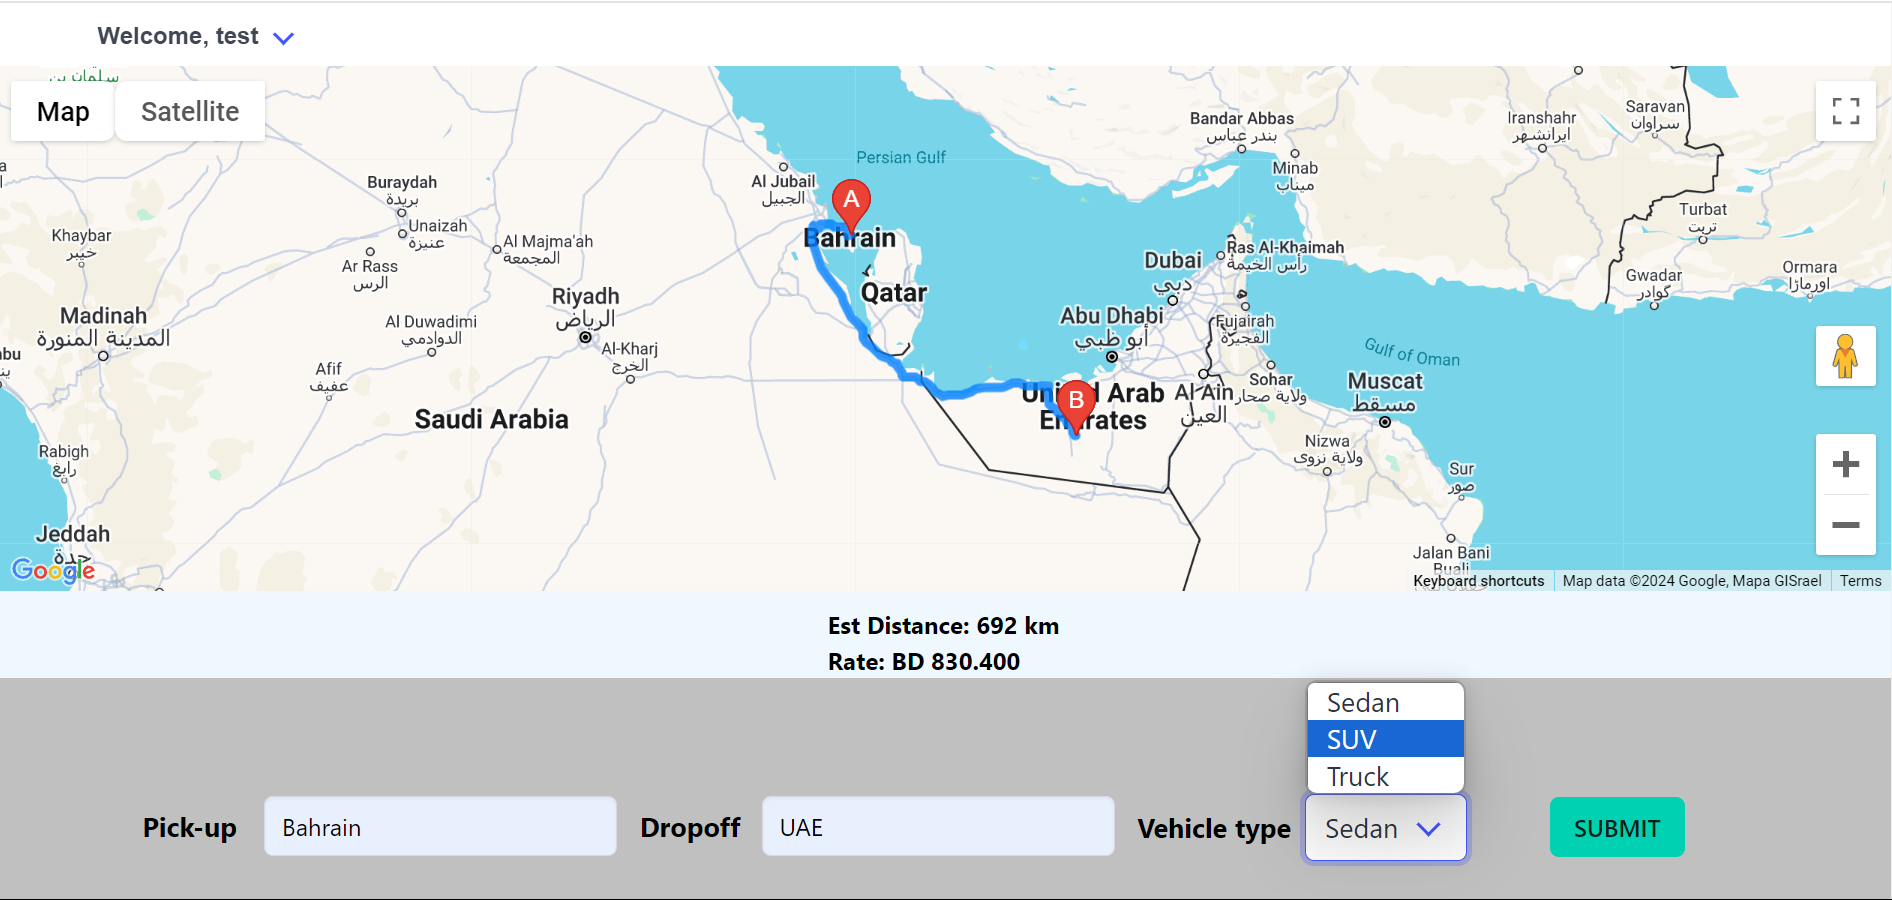 Welcome, test
سلمان بن
Map
Satellite
Persian Gulf
Bandar Abbas
بندر عباس
Minab
ميناب
Iranshahr
ایرانشهر
Saravan
سراوان
Turbat
تربت
Gwadar
گوادر
Ormara
اورماڑا
Buraydah
بريدة
Unaizah
عنيزة
Al Majma'ah
المجمعة
Al Jubail
الجبيل
A
Bahrain
Khaybar
خيبر
Ar Rass
الرس
Qatar
Dubai
دبي
Ras Al-Khaimah
رأس الخيمة
Riyadh
الرياض
Madinah
المدينة المنورة
Al Duwadimi
الدوادمي
Al-Kharj
الخرج
Abu Dhabi
أبو ظبي
Fujairah
الفجيرة
Gulf of Oman
Afif
عفيف
Saudi Arabia
B
United Arab
Emirates
Al Ain
العين
Sohar
ولاية صحار
Muscat
مسقط
Nizwa
ولاية نزوى
Sur
صور
Rabigh
رابغ
Jeddah
جدة
Jalan Bani
Buali
Google
Keyboard shortcuts
Map data ©2024 Google, Mapa GISrael
Terms
Est Distance: 692 km
Rate: BD 830.400
Sedan
SUV
Truck
Pick-up
Bahrain
Dropoff
UAE
Vehicle type
Sedan
SUBMIT